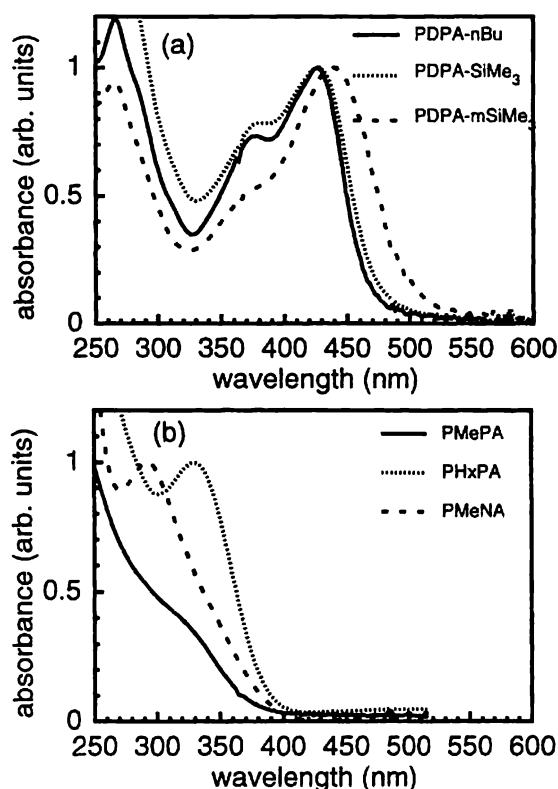 (a)
PDPA-nBu
PDPA-SiMe3
PDPA-mSiMe3
absorbance (arb. units)
1
0.5
0
250 300 350 400 450 500 550 600
wavelength (nm)
(b)
PMePA
PHxPA
PMeNA
absorbance (arb. units)
1
0.5
0
250 300 350 400 450 500 550 600
wavelength (nm)